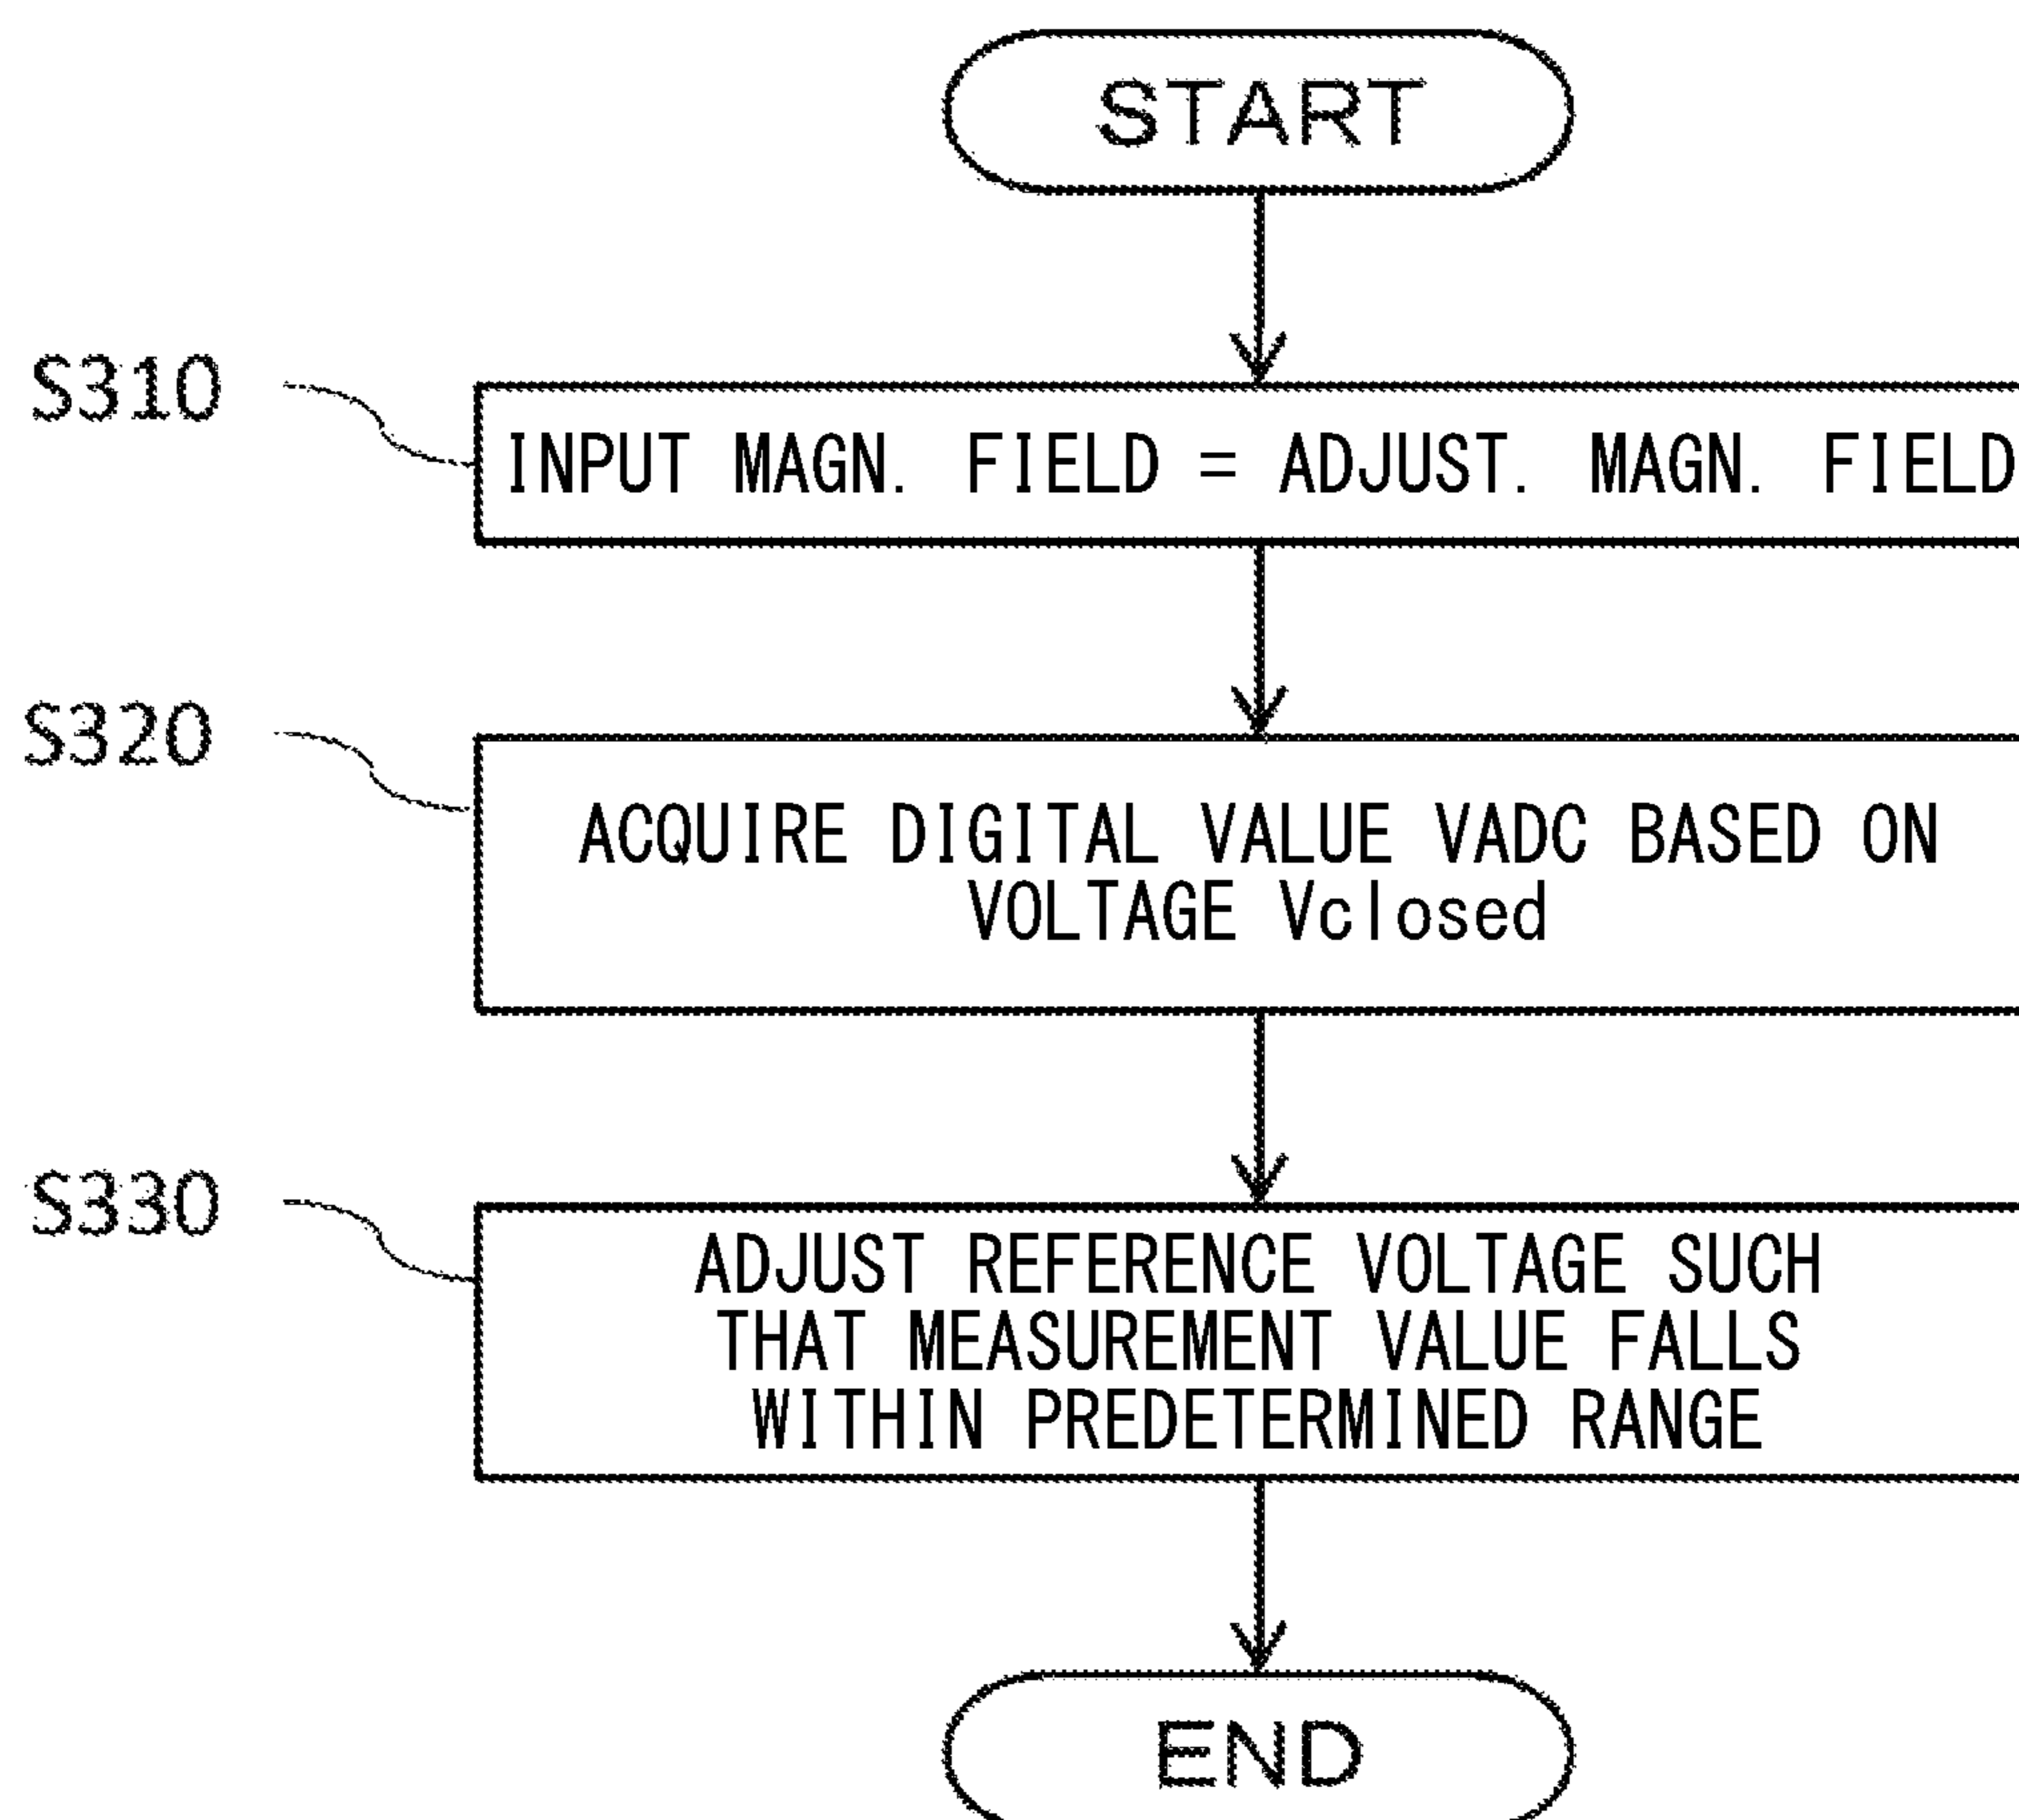 START
S310
INPUT MAGN. FIELD = ADJUST. MAGN. FIELD
S320
ACQUIRE DIGITAL VALUE VADC BASED ON
VOLTAGE Vclosed
S330
ADJUST REFERENCE VOLTAGE SUCH
THAT MEASUREMENT VALUE FALLS
WITHIN PREDETERMINED RANGE
END